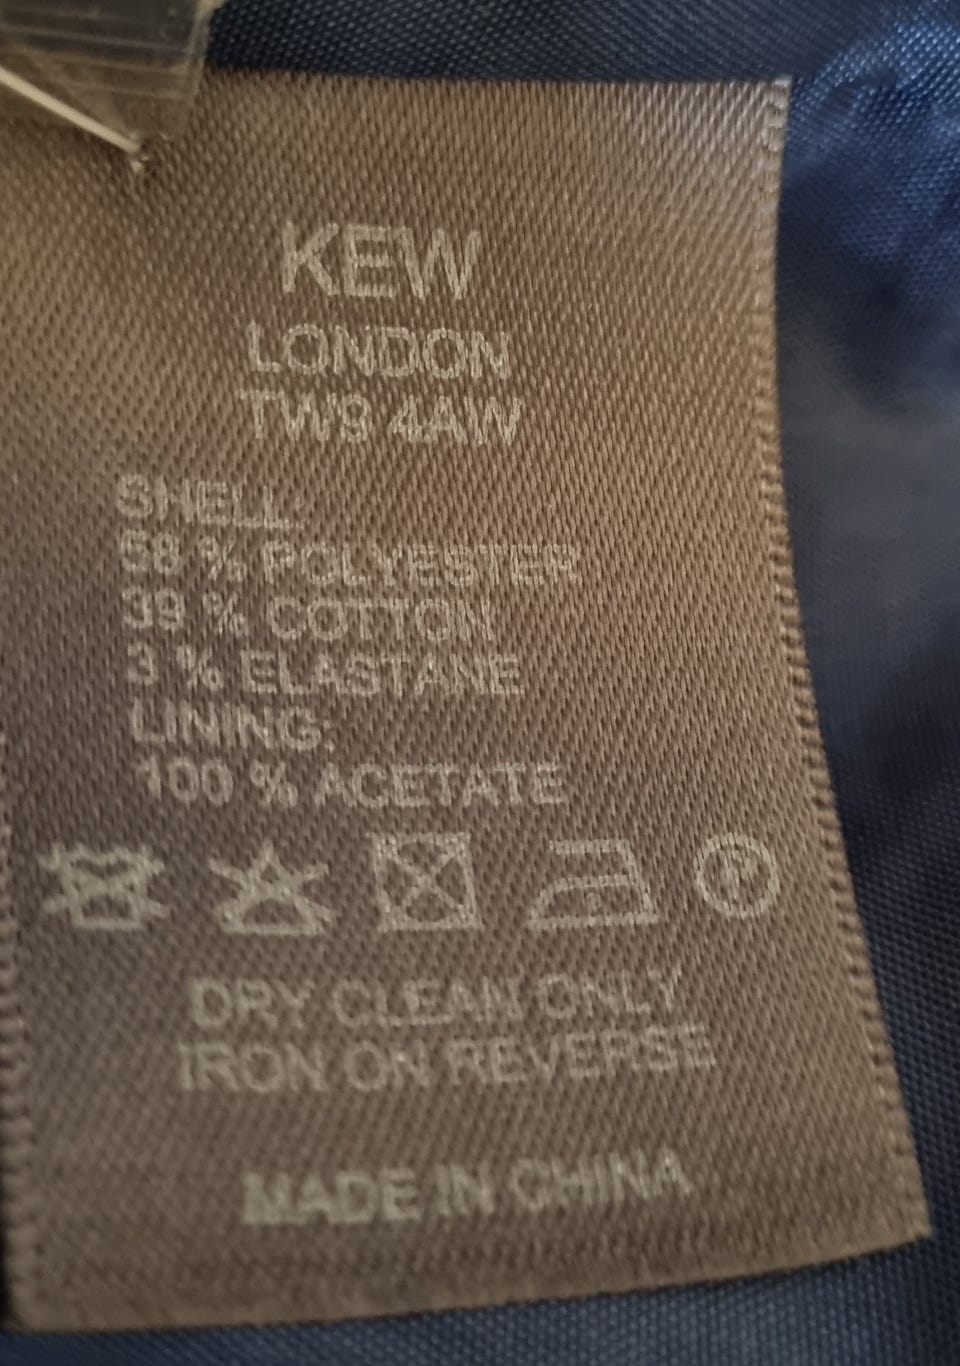 KEW
LONDON
TW9 4AW
SHELL:
58 % POLYESTER
39 % COTTON
3 % ELASTANE
LINING:
100 % ACETATE
P
DRY CLEAN ONLY
IRON ON REVERSE
MADE IN CHINA